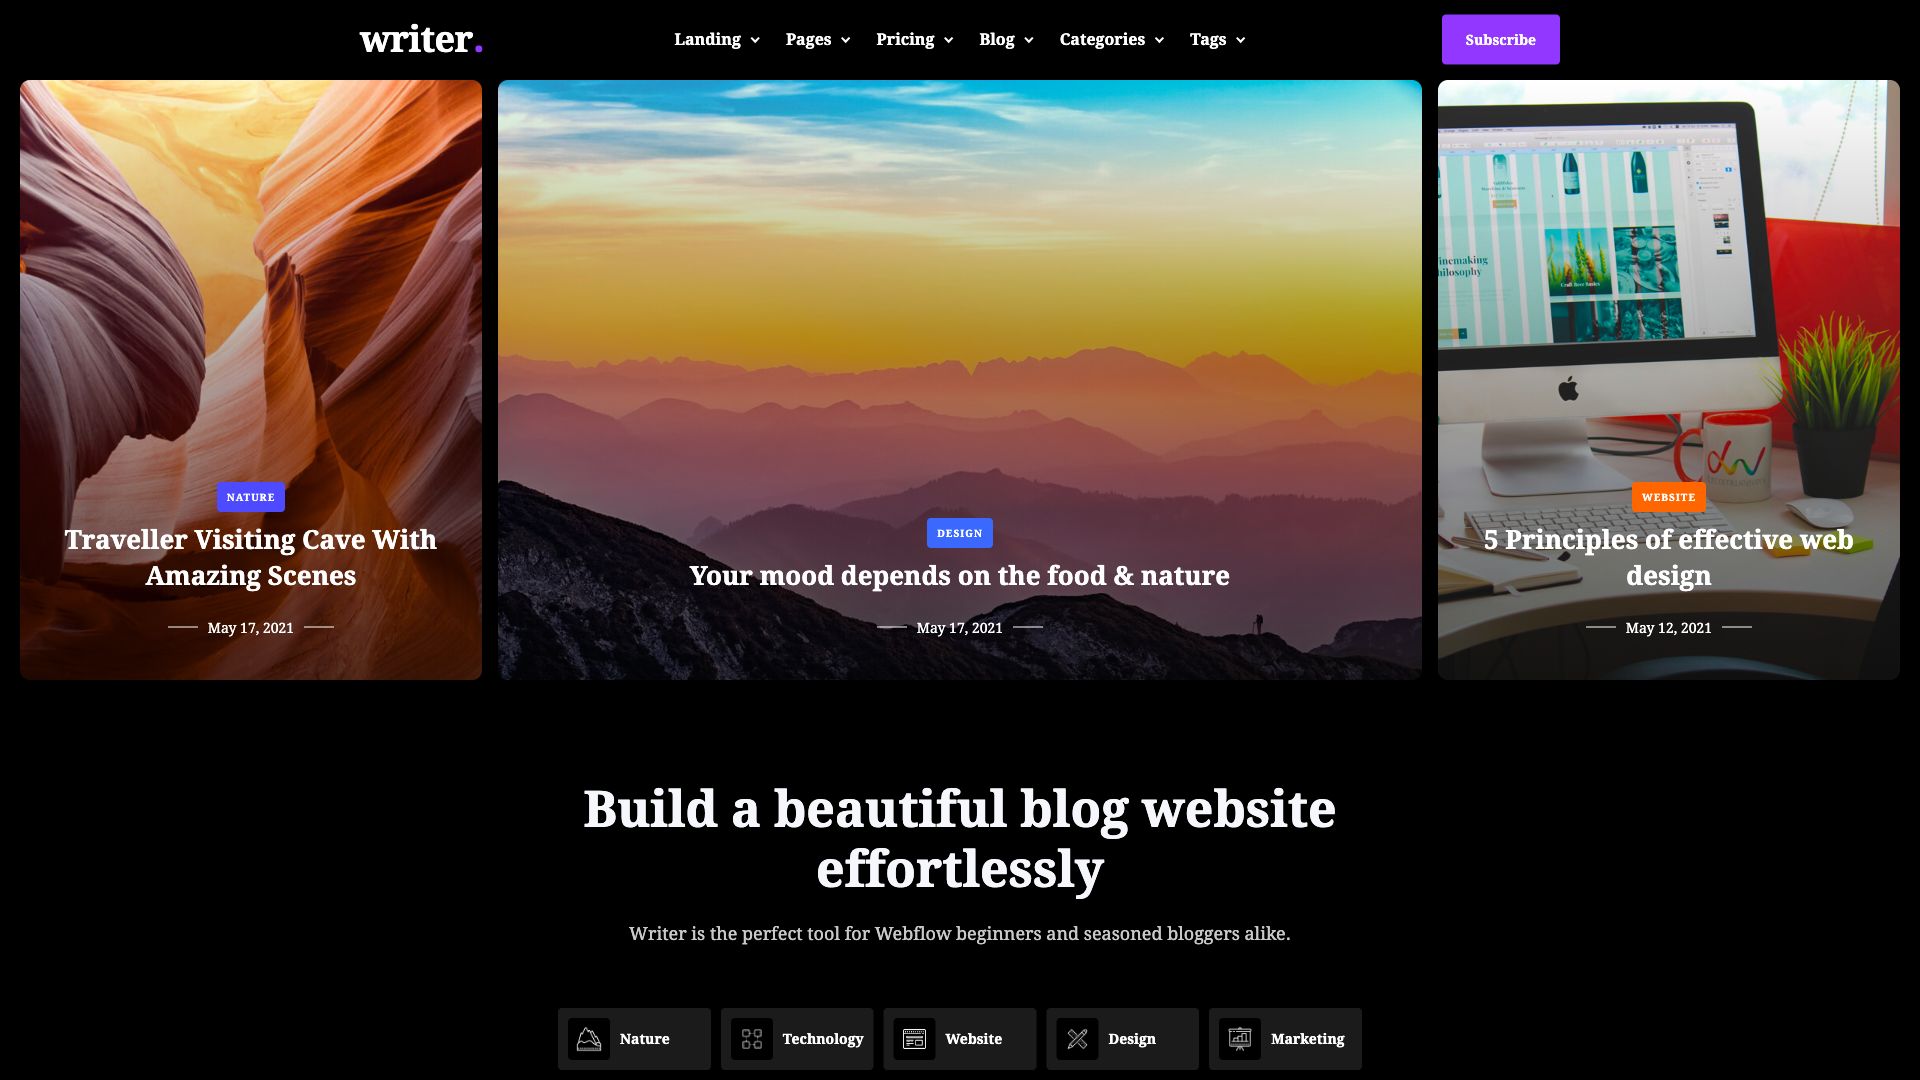 writer.
Landing
Pages
Pricing
Blog
Categories
Tags
Subscribe
NATURE
Traveller Visiting Cave With
Amazing Scenes
May 17, 2021
DESIGN
Your mood depends on the food & nature
May 17, 2021
WEBSITE
5 Principles of effective web
design
May 12, 2021
Build a beautiful blog website
effortlessly
Writer is the perfect tool for Webflow beginners and seasoned bloggers alike.
Nature
Technology
Website
Design
Marketing